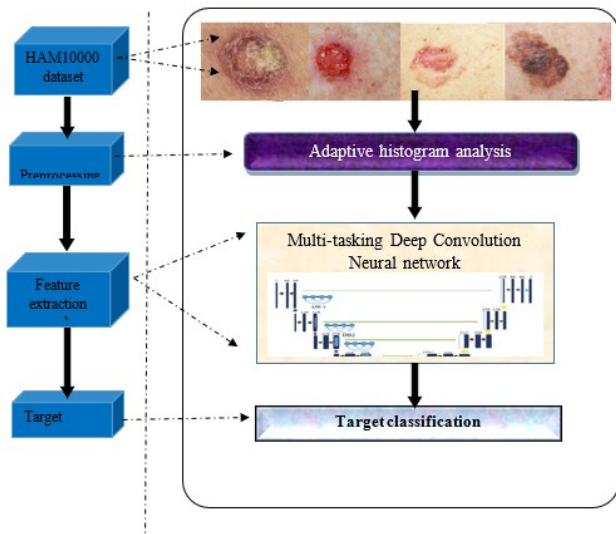 HAM10000
dataset
Preprocessing
Feature
extraction
Target
Adaptive histogram analysis
Multi-tasking Deep Convolution
Neural network
Target classification